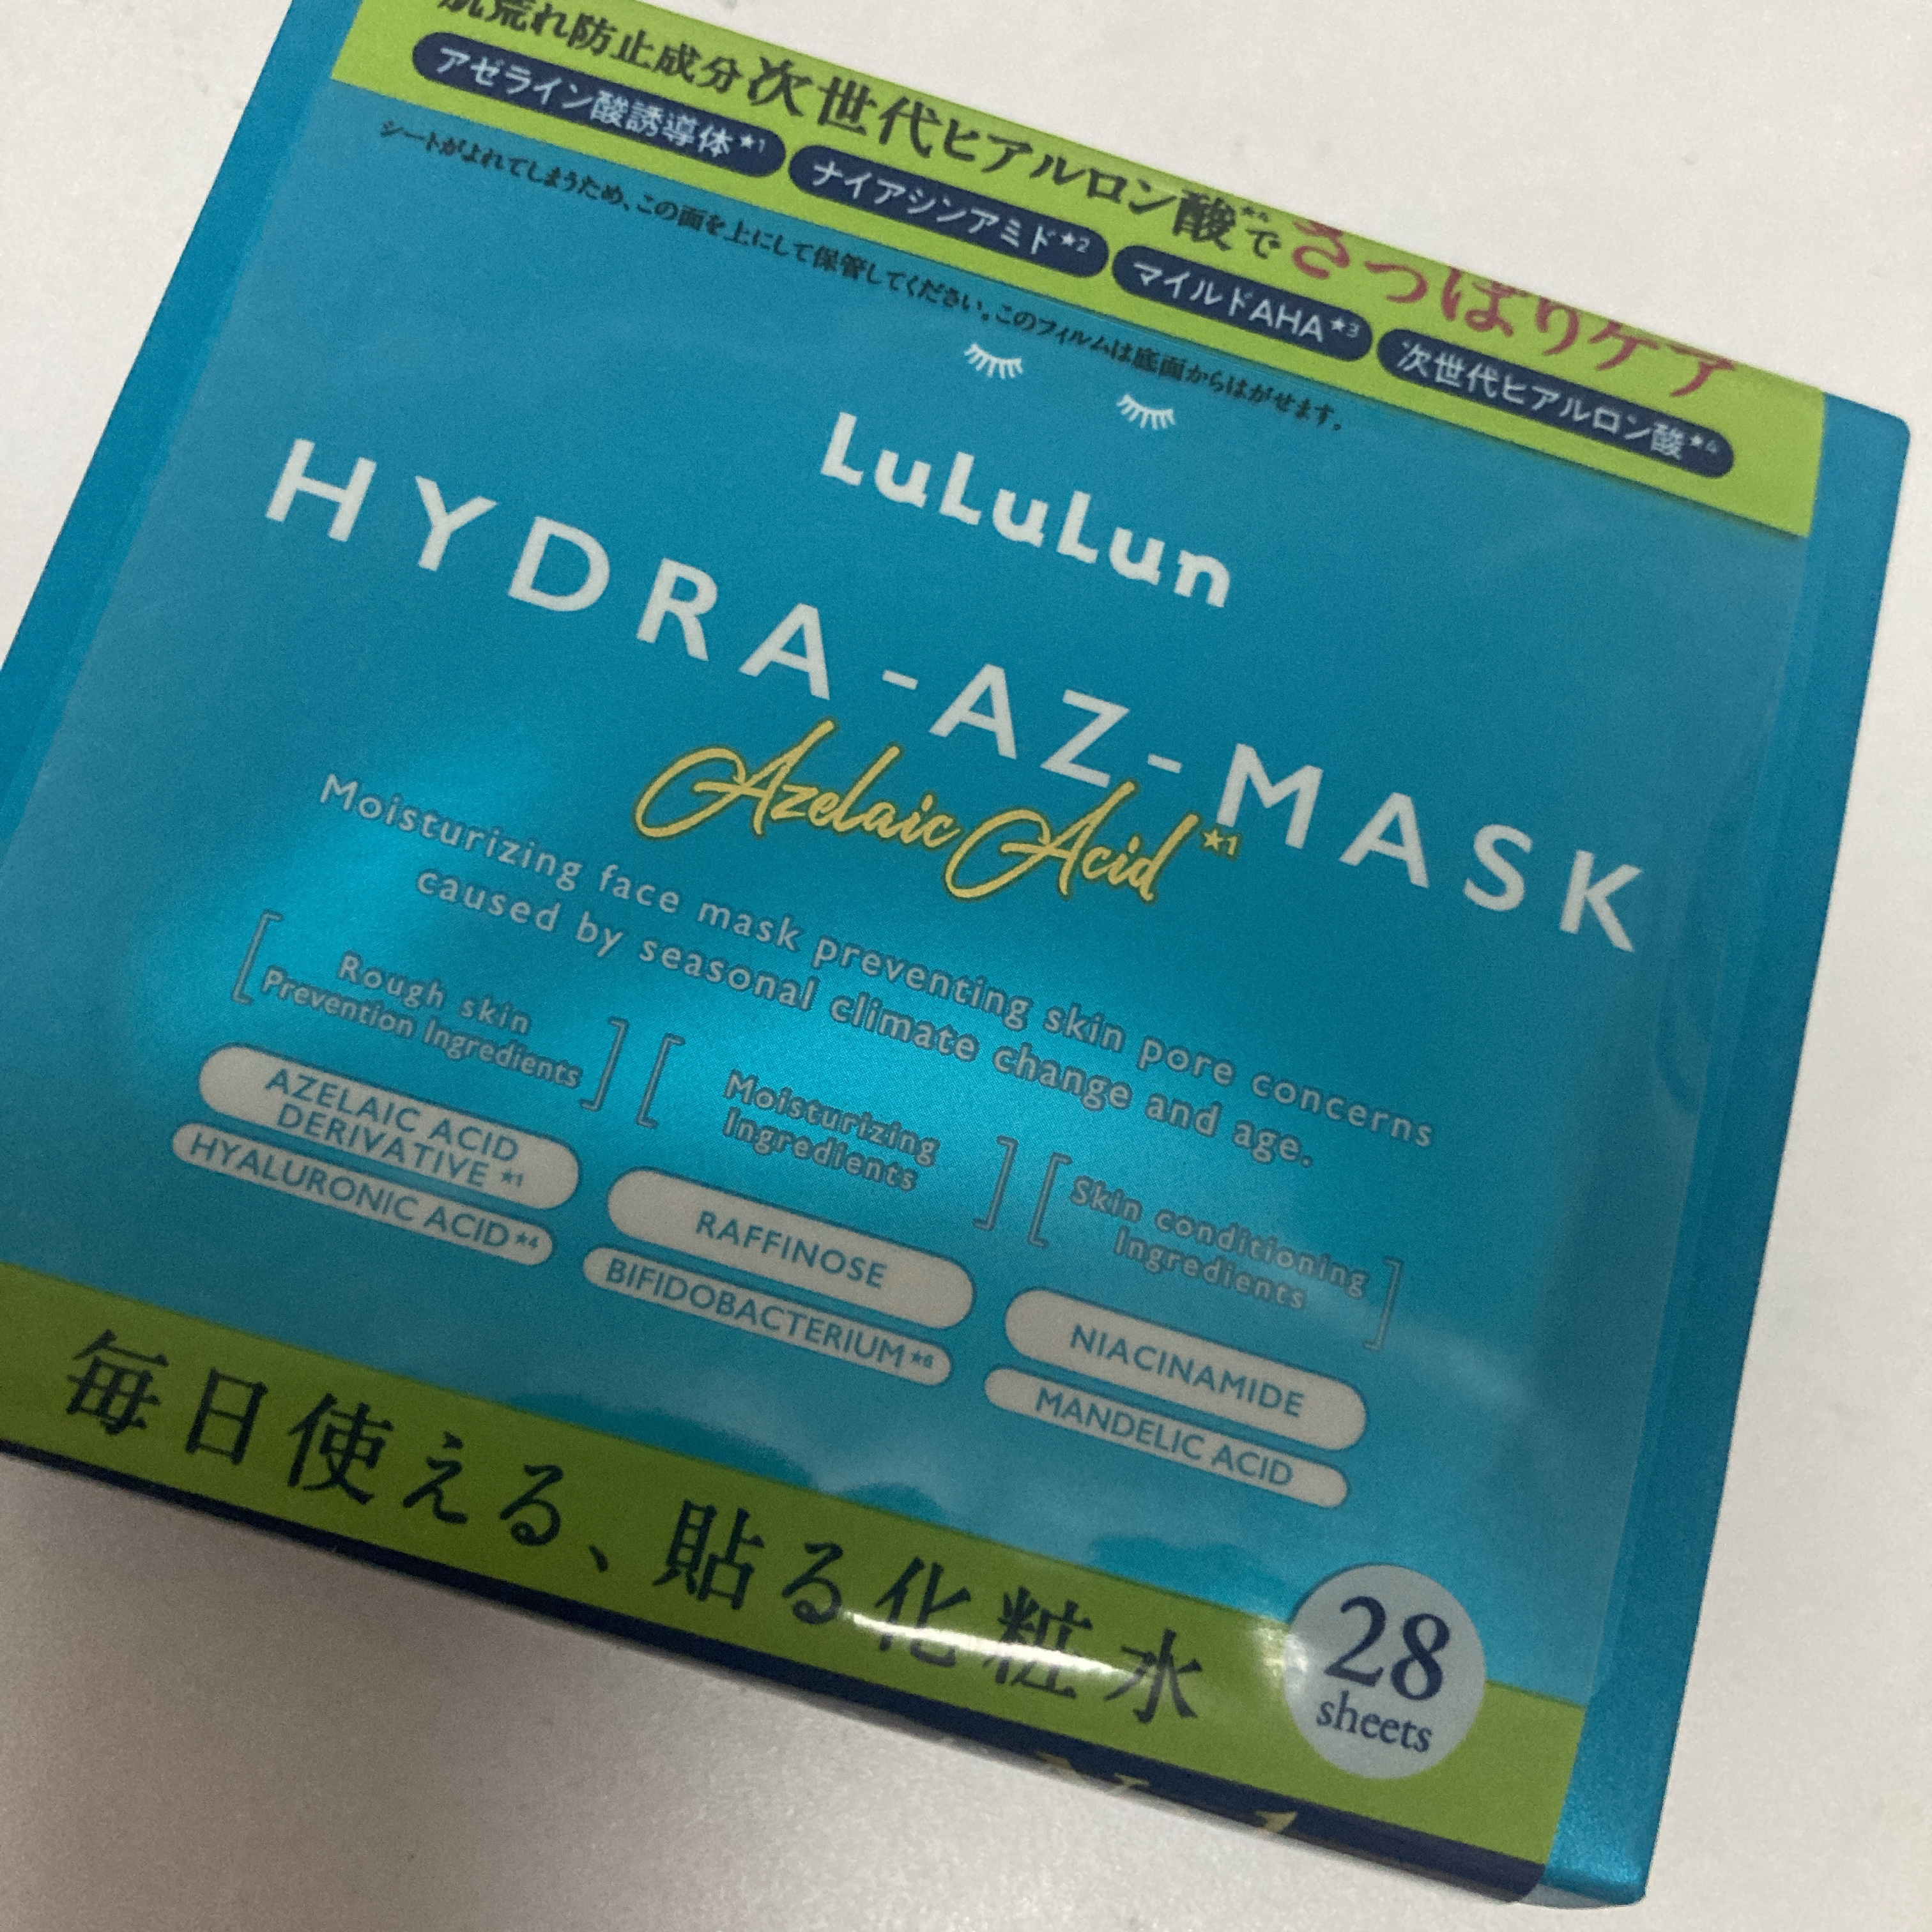 肌荒れ防止成分次世代ヒアルロン酸★4でさっぱりケア
アゼライン酸誘導体★1 ナイアシンアミド★2 マイルドAHA★3 次世代ヒアルロン酸★4
シートがよれてしまうため、この面を上にして保管してください。このフィルムは底面からはがせます。
LuLuLun
HYDRA-AZ-MASK
Azelaic Acid★1
Moisturizing face mask preventing skin pore concerns
caused by seasonal climate change and age.
Rough skin
Prevention Ingredients
AZELAIC ACID
DERIVATIVE★1
HYALURONIC ACID★4
Moisturizing
Ingredients
RAFFINOSE
BIFIDOBACTERIUM★6
Skin conditioning
Ingredients
NIACINAMIDE
MANDELIC ACID
毎日使える、貼る化粧水
28
sheets